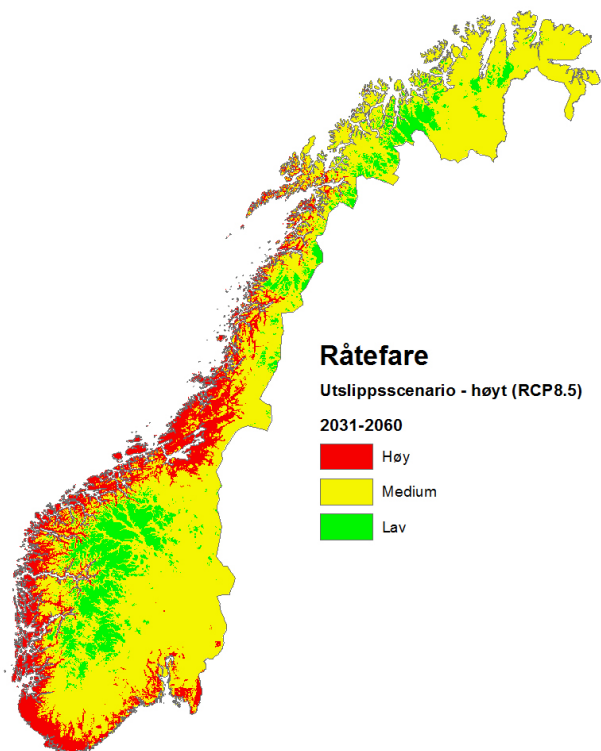 Råtefare
Utslippsscenario - høyt (RCP8.5)
2031-2060
Høy
Medium
Lav